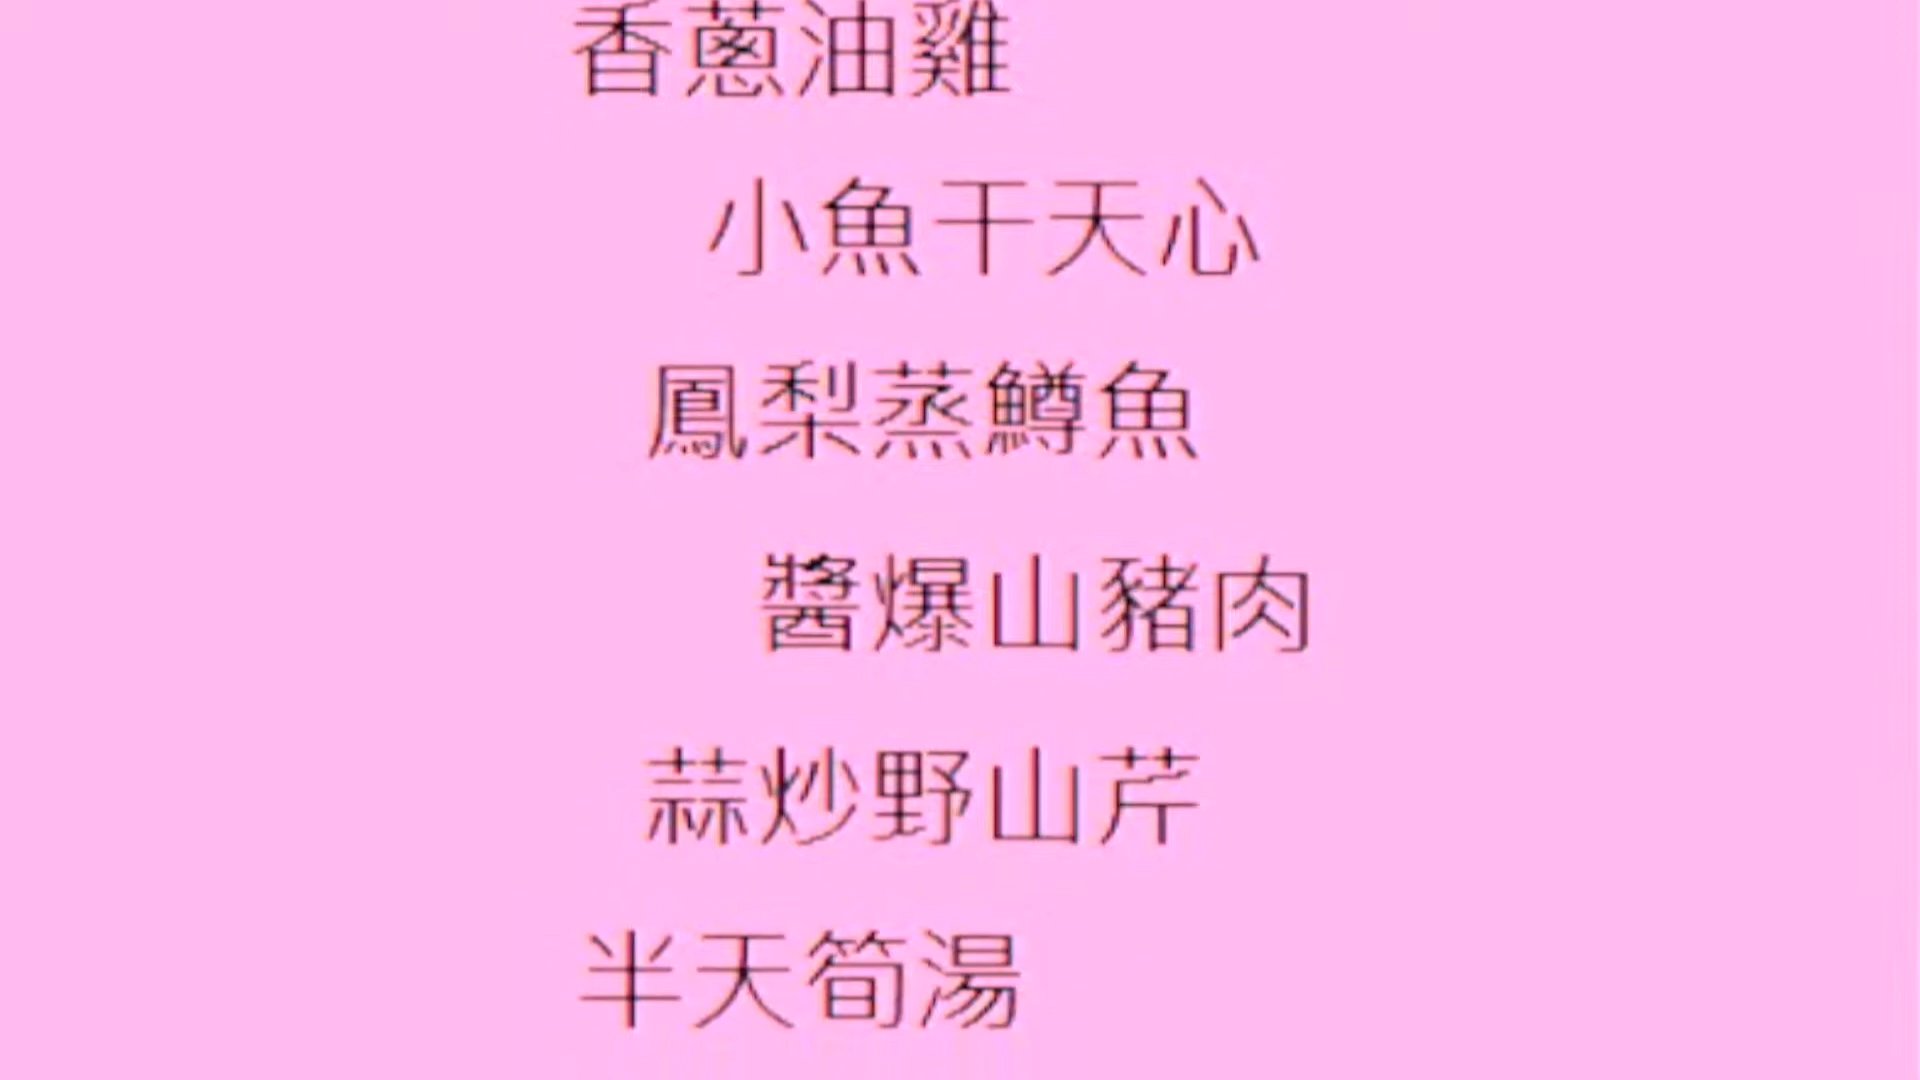 香蔥油雞
小魚干天心
鳳梨蒸鱒魚
醬爆山豬肉
蒜炒野山芹
半天筍湯